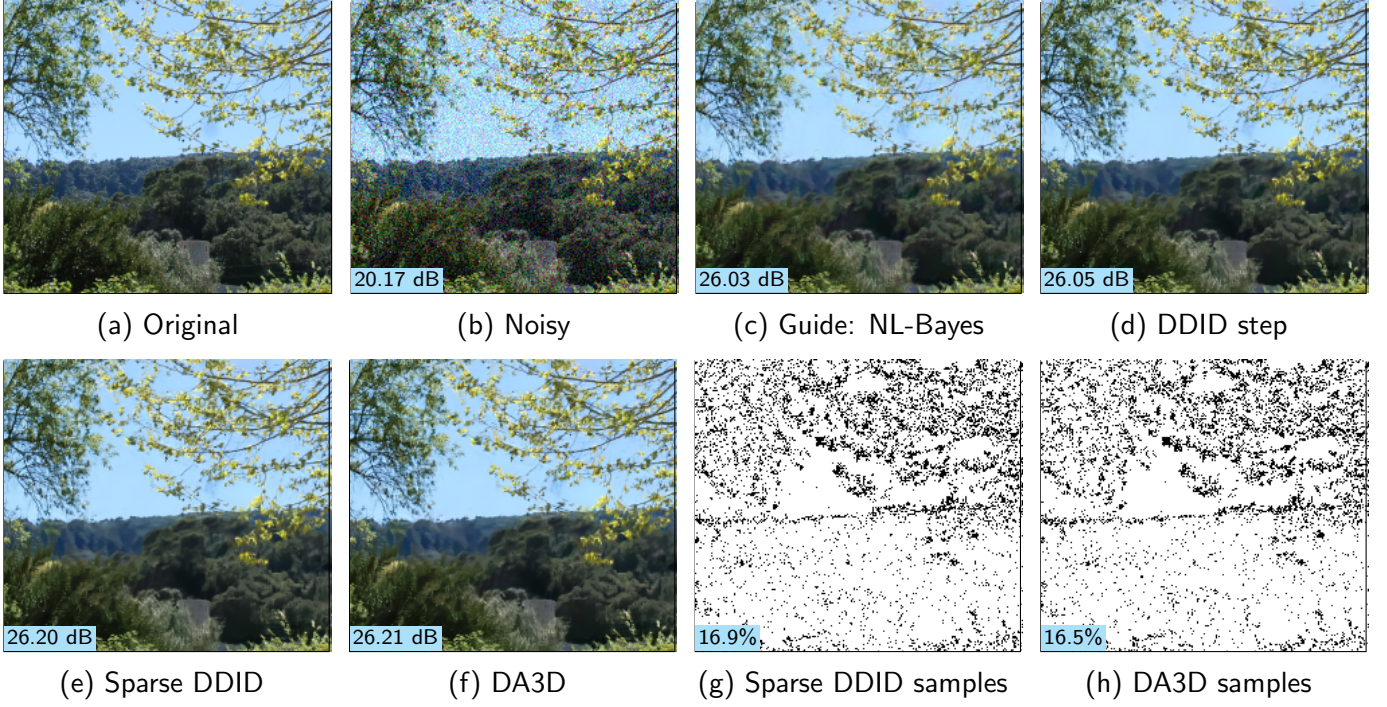 20.17 dB
26.03 dB
26.05 dB
(a) Original
(b) Noisy
(c) Guide: NL-Bayes
(d) DDID step
26.20 dB
26.21 dB
16.9%
16.5%
(e) Sparse DDID
(f) DA3D
(g) Sparse DDID samples
(h) DA3D samples